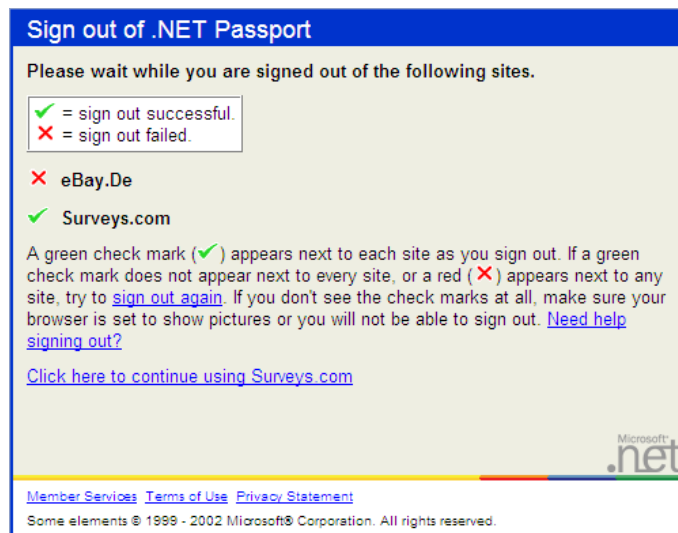 Sign out of .NET Passport
Please wait while you are signed out of the following sites.
= sign out successful.
= sign out failed.
eBay.De
Surveys.com
A green check mark (✓) appears next to each site as you sign out. If a green
check mark does not appear next to every site, or a red (✕) appears next to any
site, try to sign out again. If you don't see the check marks at all, make sure your
browser is set to show pictures or you will not be able to sign out. Need help
signing out?
Click here to continue using Surveys.com
Microsoft®
.net
Member Services Terms of Use Privacy Statement
Some elements © 1999 - 2002 Microsoft® Corporation. All rights reserved.